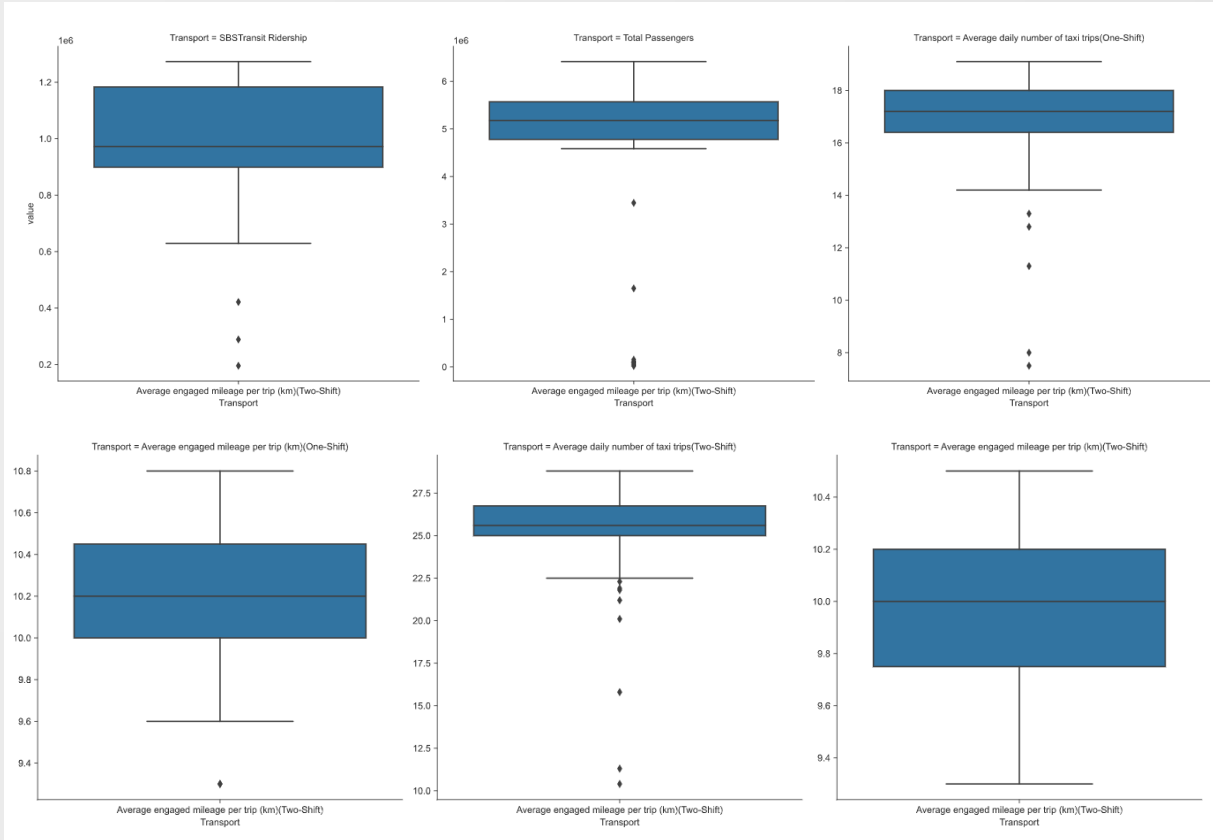 Transport = SBSTransit Ridership
1e6
1.2
1.0
0.8
0.6
0.4
0.2
value
Average engaged mileage per trip (km)(Two-Shift)
Transport
Transport = Total Passengers
1e6
6
5
4
3
2
1
0
Average engaged mileage per trip (km)(Two-Shift)
Transport
Transport = Average daily number of taxi trips(One-Shift)
18
16
14
12
10
8
Average engaged mileage per trip (km)(Two-Shift)
Transport
Transport = Average engaged mileage per trip (km)(One-Shift)
10.8
10.6
10.4
10.2
10.0
9.8
9.6
9.4
Average engaged mileage per trip (km)(Two-Shift)
Transport
Transport = Average daily number of taxi trips(Two-Shift)
27.5
25.0
22.5
20.0
17.5
15.0
12.5
10.0
Average engaged mileage per trip (km)(Two-Shift)
Transport
Transport = Average engaged mileage per trip (km)(Two-Shift)
10.4
10.2
10.0
9.8
9.6
9.4
Average engaged mileage per trip (km)(Two-Shift)
Transport